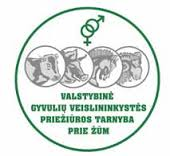 VALSTYBINĖ
GYVULIŲ VEISLININKYSTĖS
PRIEŽIŪROS TARNYBA
PRIE ŽŪM